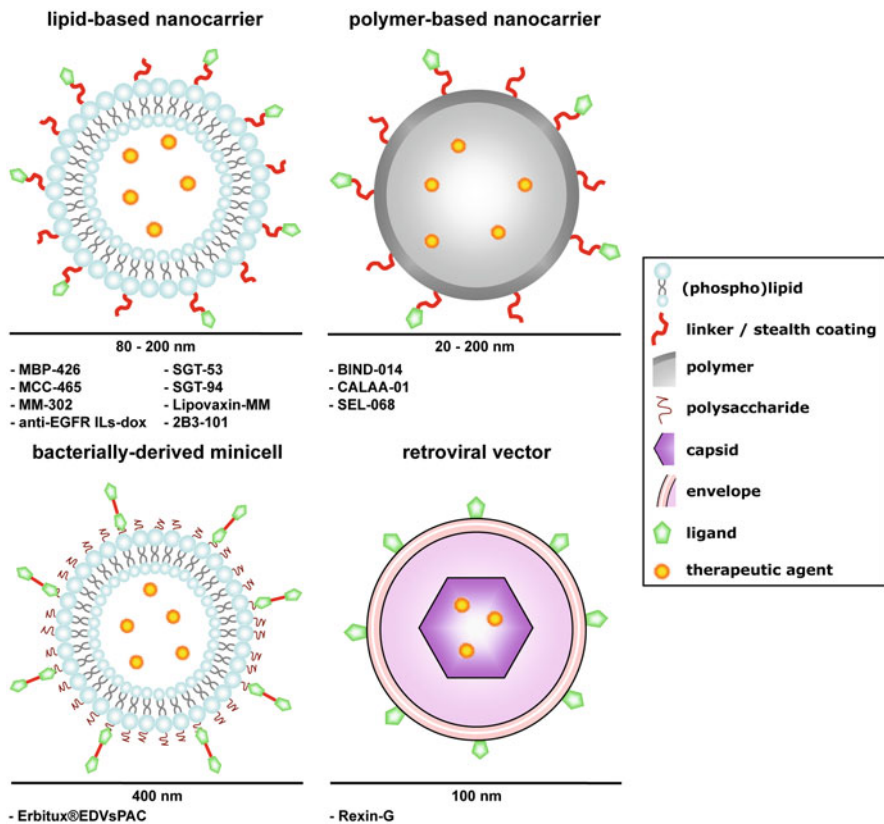 lipid-based nanocarrier
80 - 200 nm
- MBP-426
- MCC-465
- MM-302
- anti-EGFR ILs-dox
- SGT-53
- SGT-94
- Lipovaxin-MM
- 2B3-101
polymer-based nanocarrier
20 - 200 nm
- BIND-014
- CALAA-01
- SEL-068
bacterially-derived minicell
400 nm
- Erbitux®EDVsPAC
retroviral vector
100 nm
- Rexin-G
(phospho)lipid
linker / stealth coating
polymer
polysaccharide
capsid
envelope
ligand
therapeutic agent